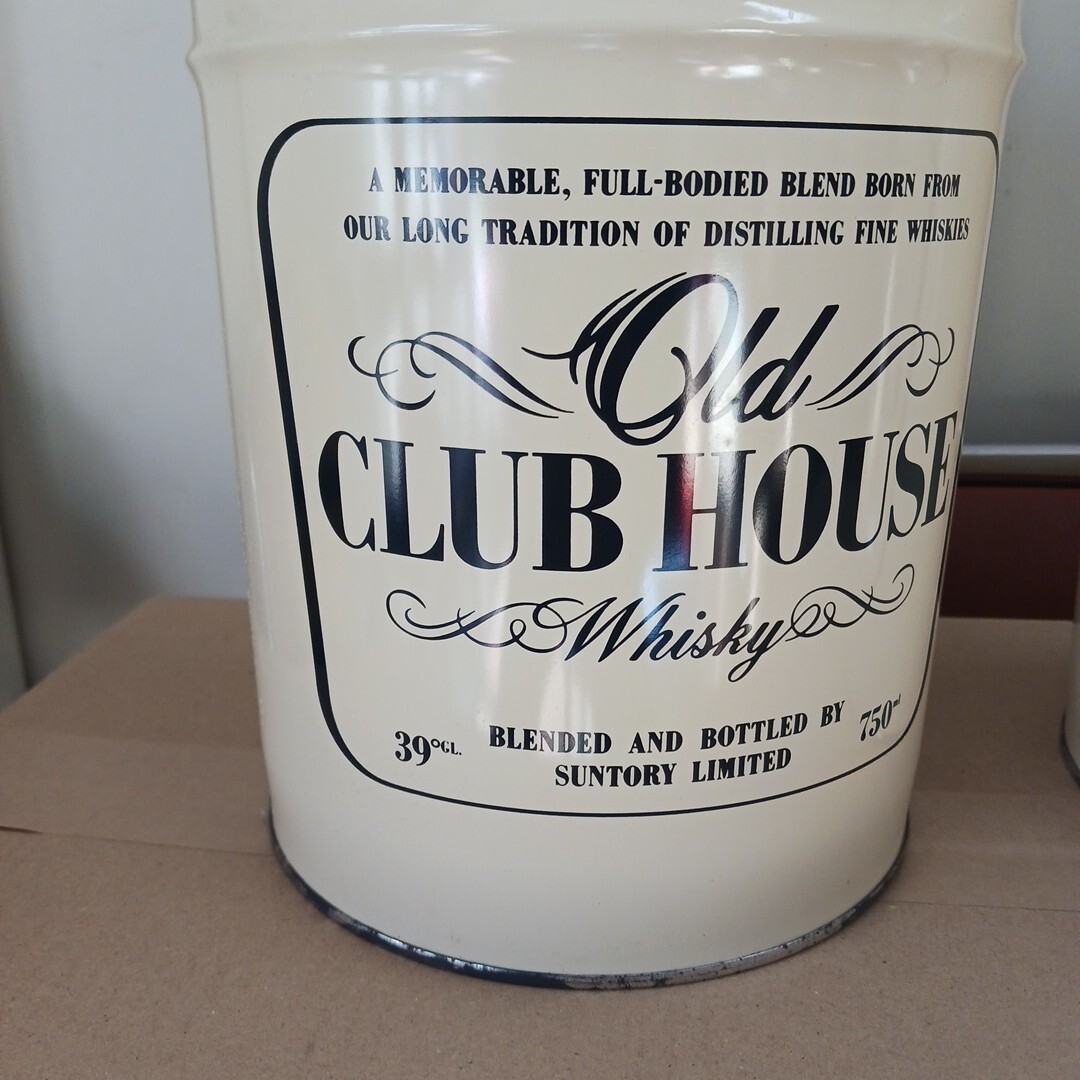 A MEMORABLE, FULL-BODIED BLEND BORN FROM
OUR LONG TRADITION OF DISTILLING FINE WHISKIES
Old
CLUB HOUSE
Whisky
39°GL. BLENDED AND BOTTLED BY 750ml
SUNTORY LIMITED